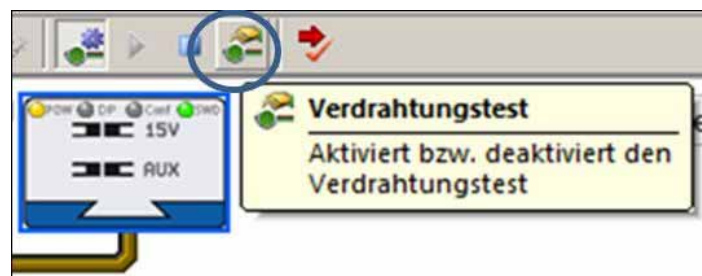 POW DP Conf SWD
15V
AUX
Verdrahtungstest
Aktiviert bzw. deaktiviert den
Verdrahtungstest